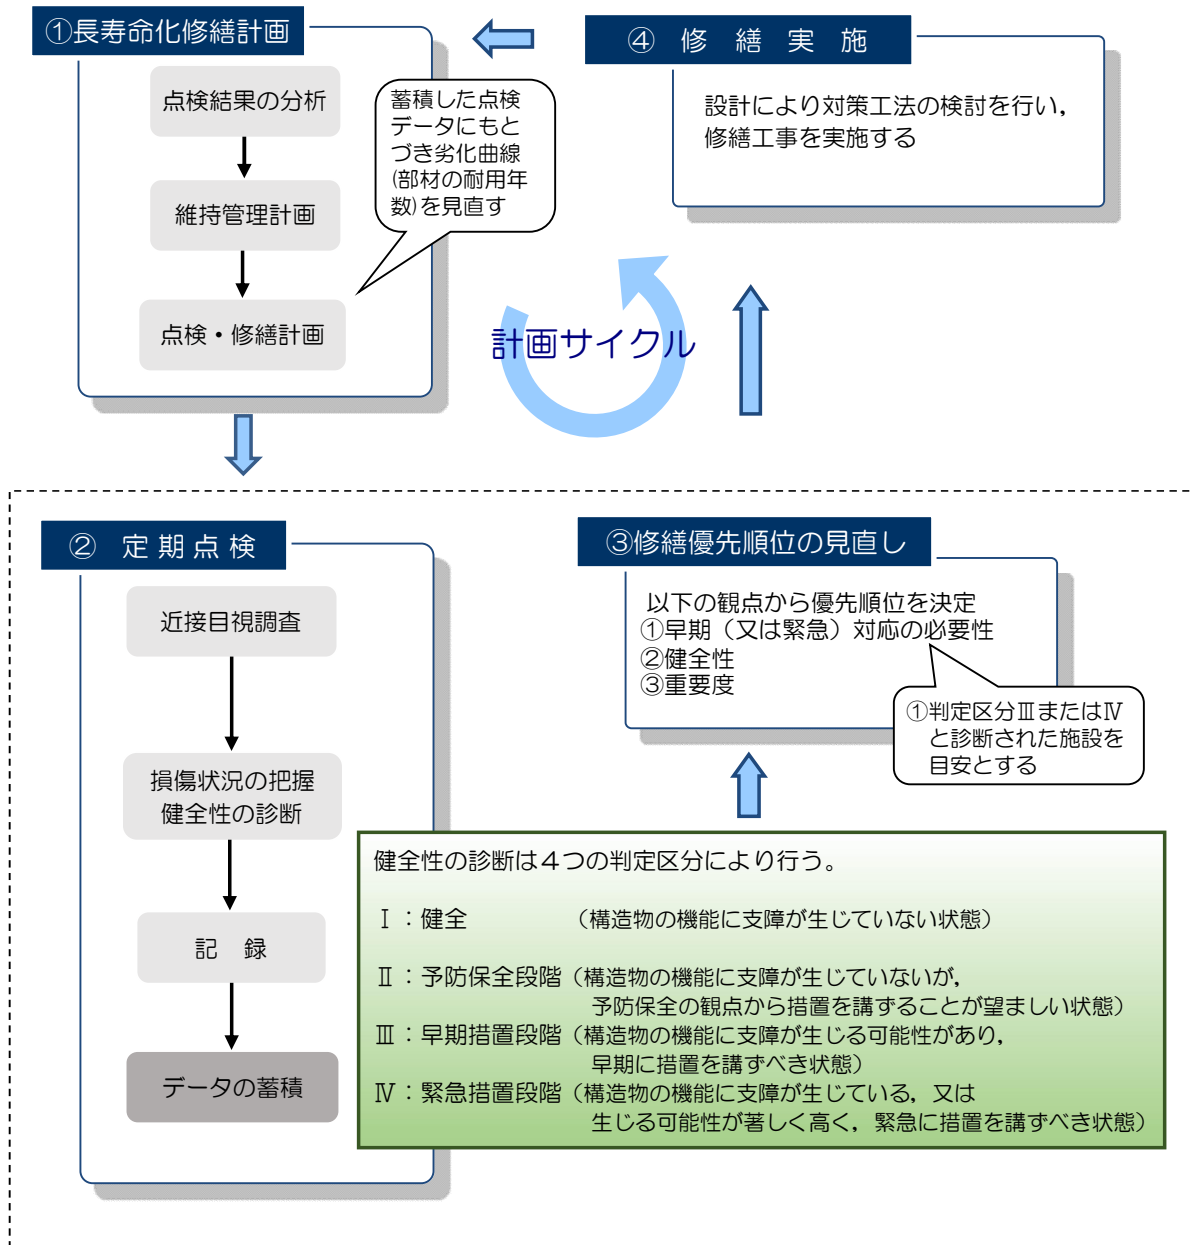 ①長寿命化修繕計画
点検結果の分析
維持管理計画
点検・修繕計画
蓄積した点検
データにもと
づき劣化曲線
(部材の耐用年
数)を見直す
④ 修 繕 実 施
設計により対策工法の検討を行い，
修繕工事を実施する
計画サイクル
② 定 期 点 検
近接目視調査
損傷状況の把握
健全性の診断
記 録
データの蓄積
③修繕優先順位の見直し
以下の観点から優先順位を決定
①早期（又は緊急）対応の必要性
②健全性
③重要度
①判定区分ⅢまたはⅣ
と診断された施設を
目安とする
健全性の診断は４つの判定区分により行う。
Ⅰ：健全 （構造物の機能に支障が生じていない状態）
Ⅱ：予防保全段階（構造物の機能に支障が生じていないが，
予防保全の観点から措置を講ずることが望ましい状態）
Ⅲ：早期措置段階（構造物の機能に支障が生じる可能性があり，
早期に措置を講ずべき状態）
Ⅳ：緊急措置段階（構造物の機能に支障が生じている，又は
生じる可能性が著しく高く，緊急に措置を講ずべき状態）